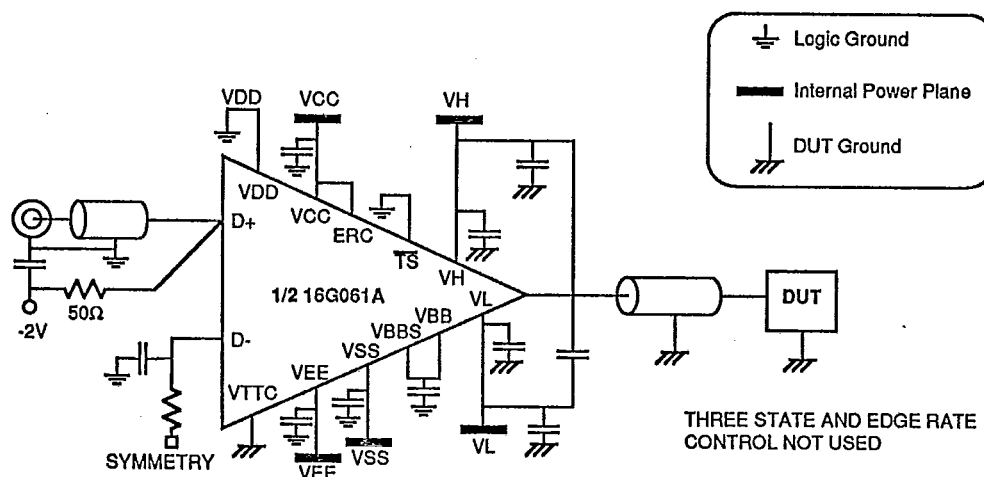 Logic Ground
Internal Power Plane
DUT Ground
VDD
VCC
VH
VDD
VCC
ERC
TS
VH
D+
-2V
50Ω
1/2 16G061A
VL
VBB
VBBS
VSS
VEE
D-
VTTC
DUT
SYMMETRY
VEE
VSS
VL
THREE STATE AND EDGE RATE
CONTROL NOT USED